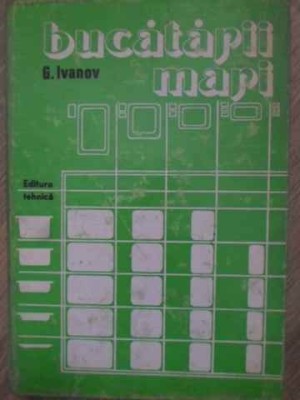 bucătării
G. Ivanov
mari
Editura
tehnică